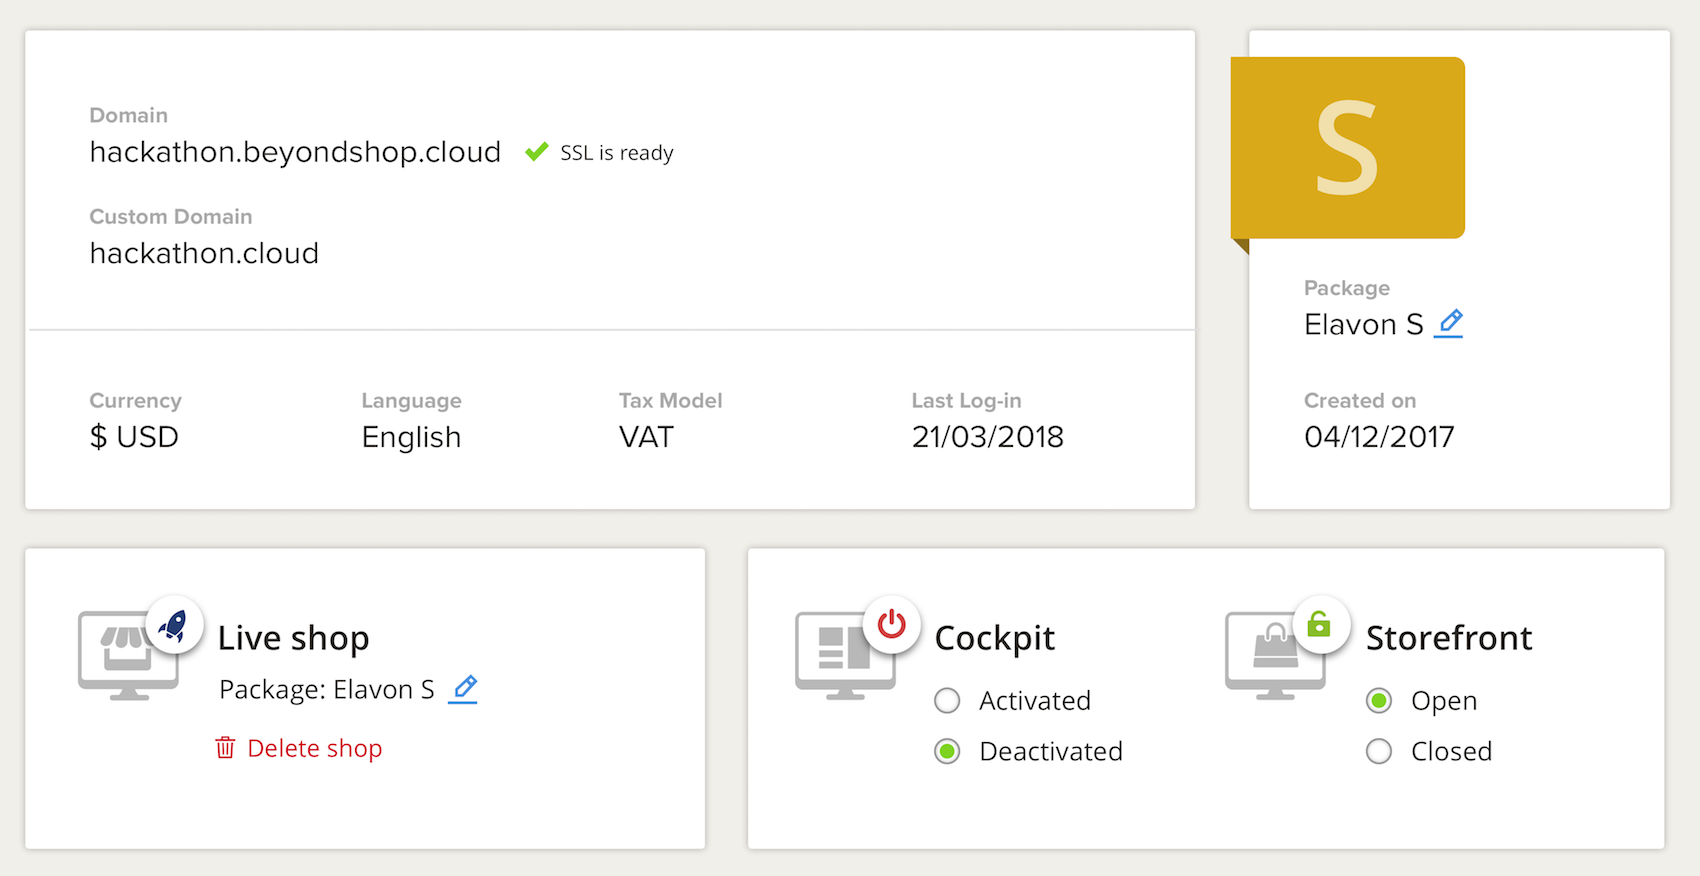 Domain
hackathon.beyondshop.cloud SSL is ready
Custom Domain
hackathon.cloud
Currency
$ USD
Language
English
Tax Model
VAT
Last Log-in
21/03/2018
S
Package
Elavon S
Created on
04/12/2017
Live shop
Package: Elavon S
Delete shop
Cockpit
Activated
Deactivated
Storefront
Open
Closed